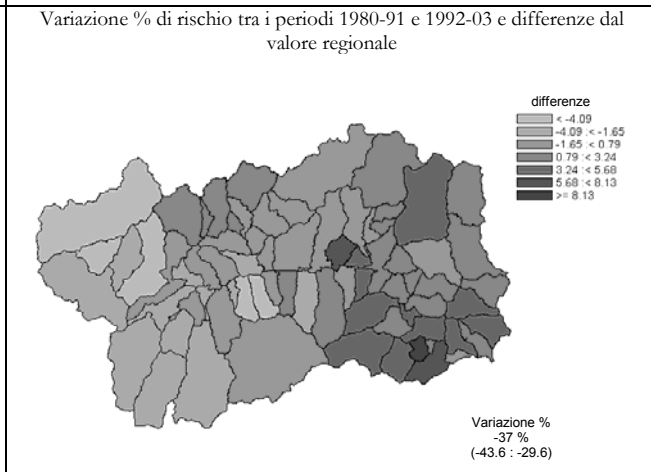 Variazione % di rischio tra i periodi 1980-91 e 1992-03 e differenze dal
valore regionale
differenze
< -4.09
-4.09 :< -1.65
-1.65 :< 0.79
0.79 :< 3.24
3.24 :< 5.68
5.68 :< 8.13
>= 8.13
Variazione %
-37 %
(-43.6 : -29.6)